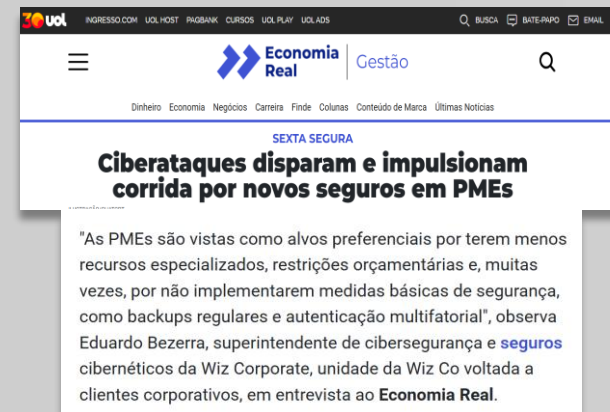 30 UOL INGRESSO.COM UOL HOST PAGBANK CURSOS UOL PLAY UOL ADS BUSCA BATE-PAPO EMAIL
Economia
Real
Gestão
Dinheiro Economia Negócios Carreira Finde Colunas Conteúdo de Marca Últimas Notícias
SEXTA SEGURA
Ciberataques disparam e impulsionam
corrida por novos seguros em PMEs
"As PMEs são vistas como alvos preferenciais por terem menos
recursos especializados, restrições orçamentárias e, muitas
vezes, por não implementarem medidas básicas de segurança,
como backups regulares e autenticação multifatorial", observa
Eduardo Bezerra, superintendente de cibersegurança e seguros
cibernéticos da Wiz Corporate, unidade da Wiz Co voltada a
clientes corporativos, em entrevista ao Economia Real.